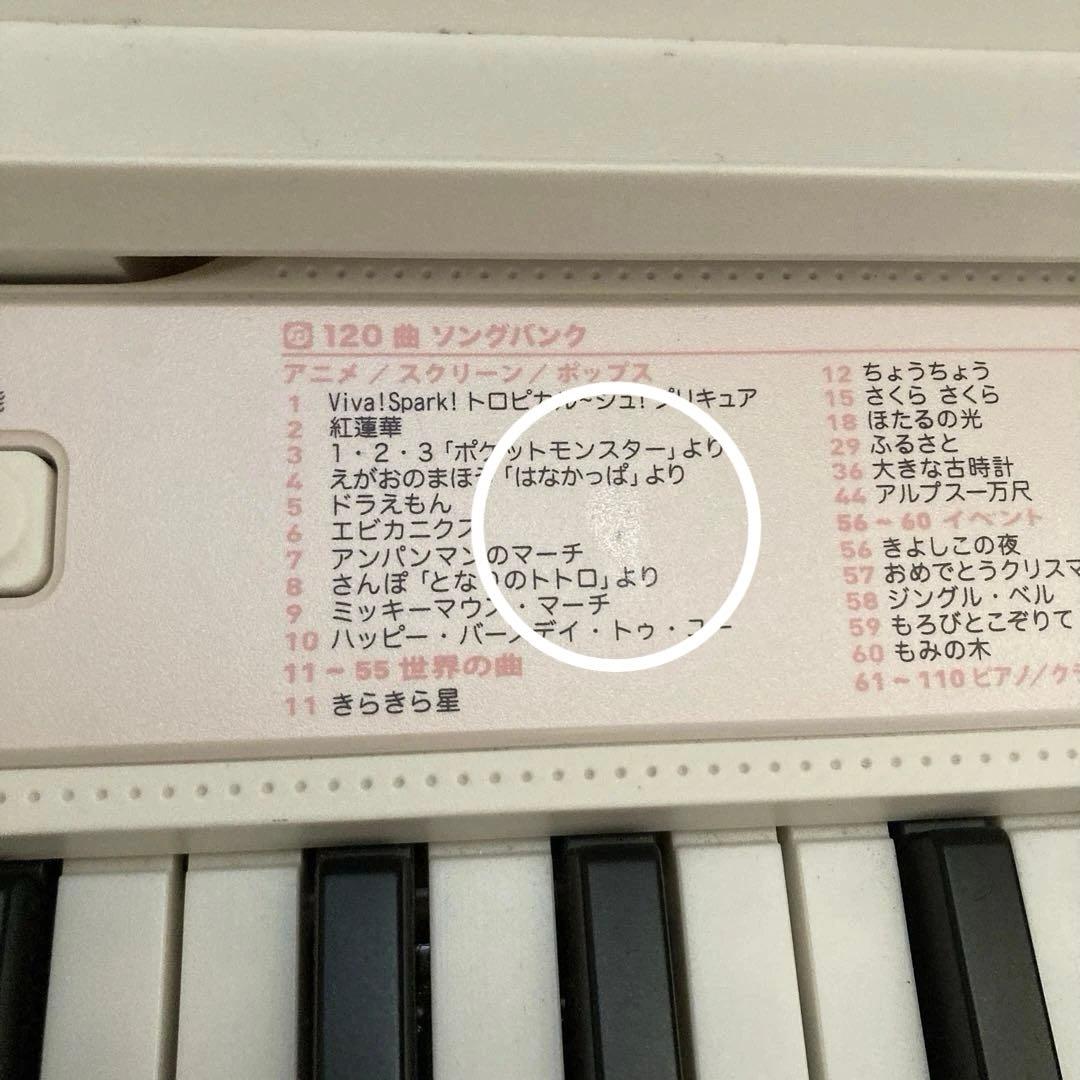 120 曲 ソングバンク
アニメ / スクリーン / ポップス
1 Viva!Spark!トロピカル~ジュ!プリキュア
2 紅蓮華
3 1・2・3「ポケットモンスター」より
4 えがおのまほう「はなかっぱ」より
5 ドラえもん
6 エビカニクス
7 アンパンマンのマーチ
8 さんぽ「となりのトトロ」より
9 ミッキーマウス・マーチ
10 ハッピー・バースデイ・トゥ・ユー
11 ~ 55 世界の曲
11 きらきら星
12 ちょうちょう
15 さくら さくら
18 ほたるの光
29 ふるさと
36 大きな古時計
44 アルプス一万尺
56 ~ 60 イベント
56 きよしこの夜
57 おめでとうクリスマ
58 ジングル・ベル
59 もろびとこぞりて
60 もみの木
61 ~ 110 ピアノ/クラ